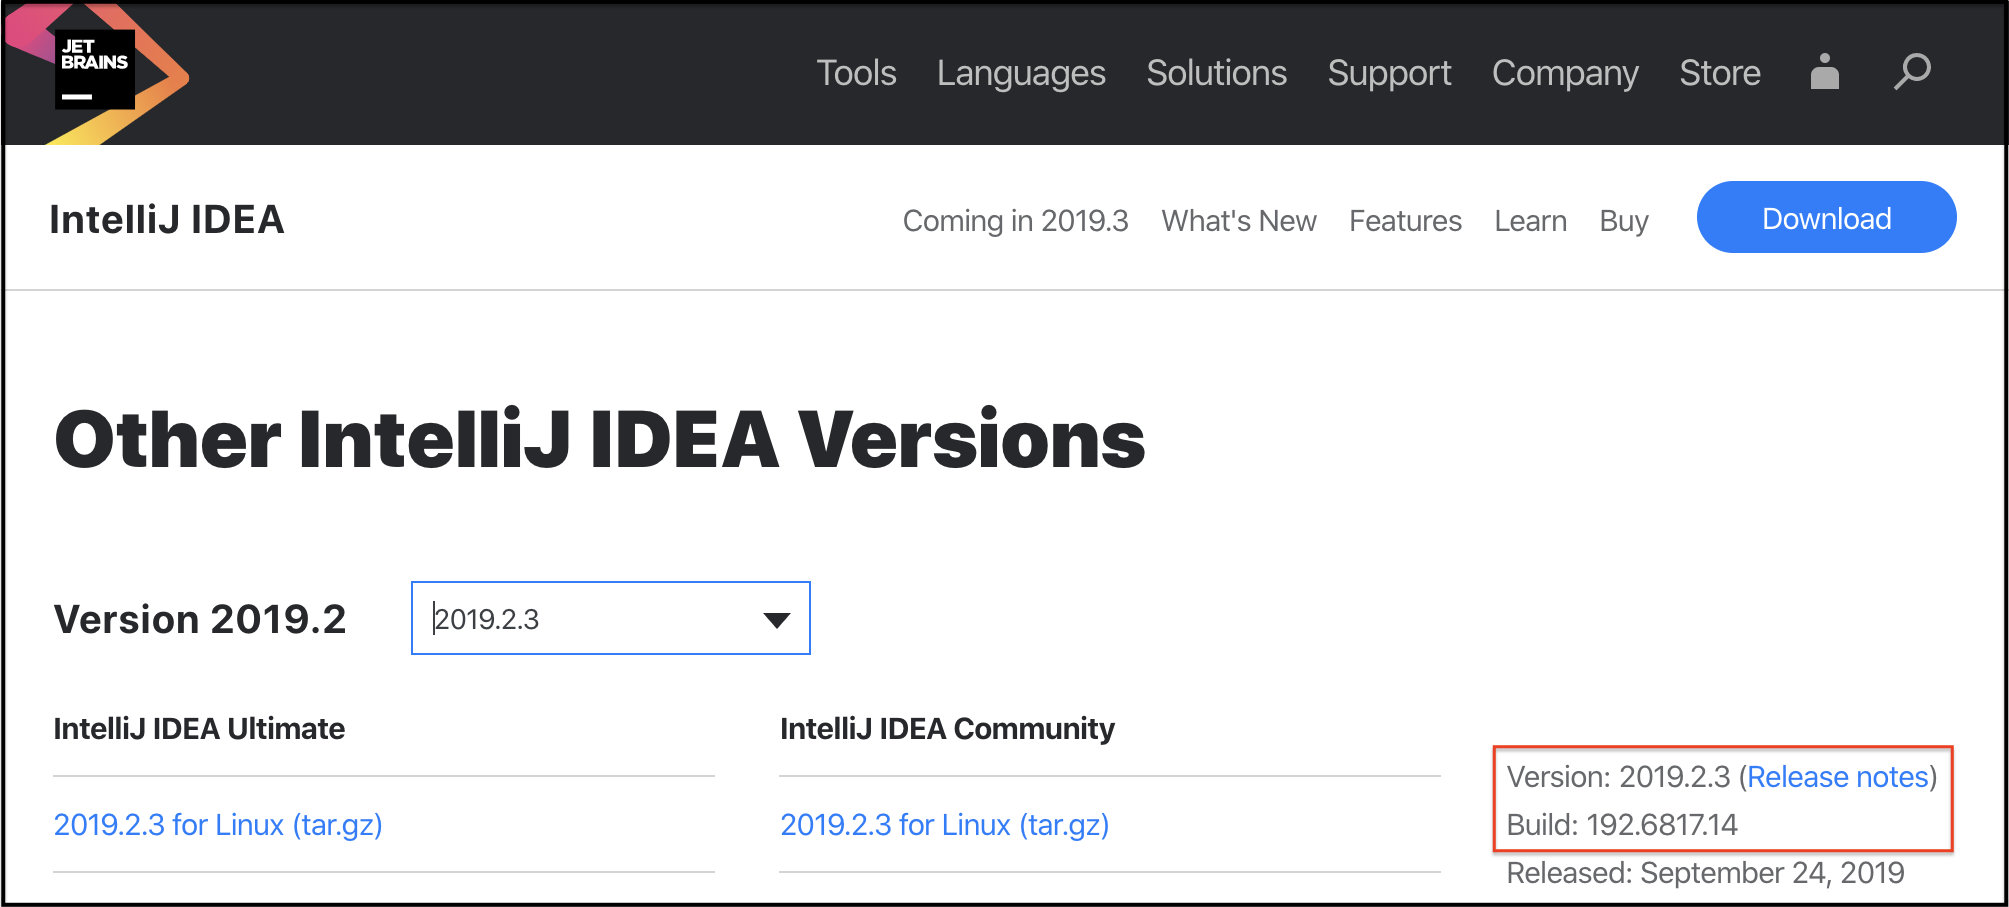 JET
BRAINS
Tools Languages Solutions Support Company Store
IntelliJ IDEA
Coming in 2019.3 What's New Features Learn Buy Download
Other IntelliJ IDEA Versions
Version 2019.2 2019.2.3
IntelliJ IDEA Ultimate IntelliJ IDEA Community
Version: 2019.2.3 (Release notes)
2019.2.3 for Linux (tar.gz) 2019.2.3 for Linux (tar.gz) Build: 192.6817.14
Released: September 24, 2019